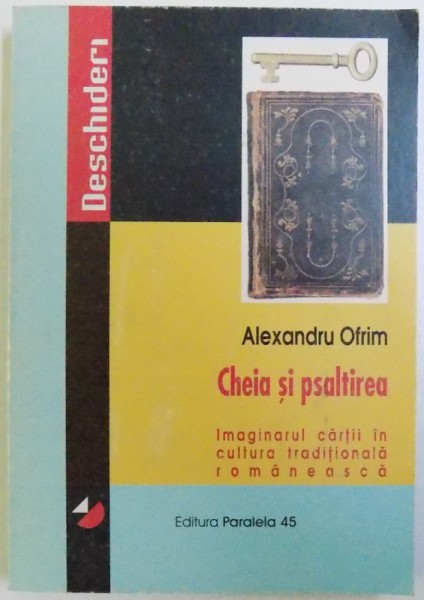 Deschideri
Alexandru Ofrim
Cheia și psaltirea
Imaginarul cărții în
cultura tradițională
românească
Editura Paralela 45